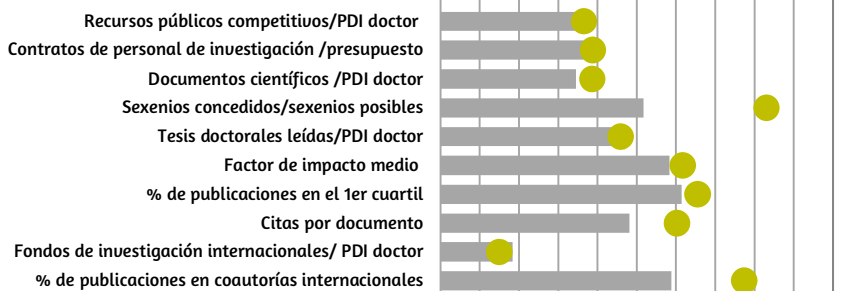 Recursos públicos competitivos/PDI doctor
Contratos de personal de investigación /presupuesto
Documentos científicos /PDI doctor
Sexenios concedidos/sexenios posibles
Tesis doctorales leídas/PDI doctor
Factor de impacto medio
% de publicaciones en el 1er cuartil
Citas por documento
Fondos de investigación internacionales/ PDI doctor
% de publicaciones en coautorías internacionales